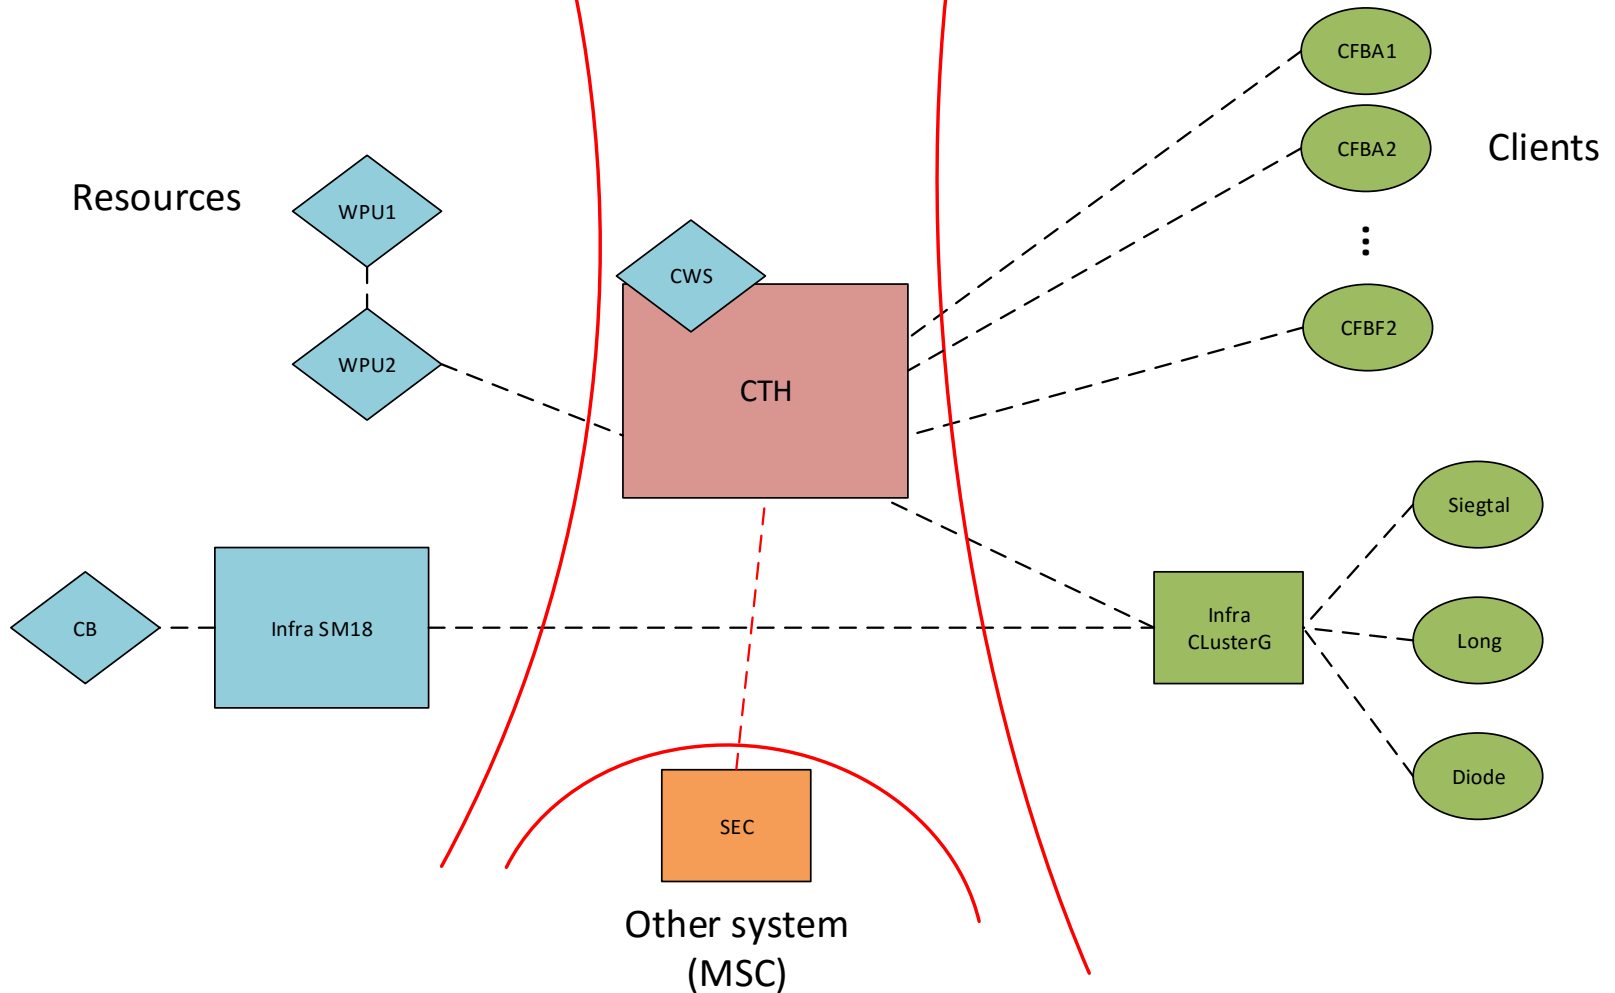 CFBA1
CFBA2
Clients
Resources
WPU1
CWS
CFBF2
WPU2
CTH
Siegtal
CB
Infra SM18
Infra
CLusterG
Long
Diode
SEC
Other system
(MSC)